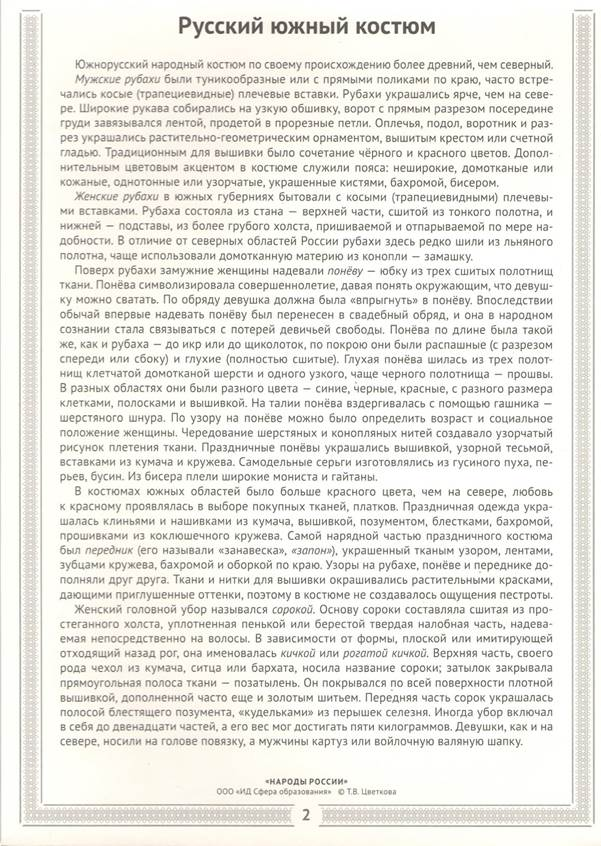 Русский южный костюм
Южнорусский народный костюм по своему происхождению более древний, чем северный.
Мужские рубахи были туникообразные или с прямыми поликами по краю, часто встре-
чались косые (трапециевидные) плечевые вставки. Рубахи украшались ярче, чем на севе-
ре. Широкие рукава собирались на узкую обшивку, ворот с прямым разрезом посередине
груди завязывался лентой, продетой в прорезные петли. Оплечья, подол, воротник и раз-
рез украшались растительно-геометрическим орнаментом, вышитым крестом или счетной
гладью. Традиционным для вышивки было сочетание чёрного и красного цветов. Допол-
нительным цветовым акцентом в костюме служили пояса: неширокие, домотканые или
кожаные, однотонные или узорчатые, украшенные кистями, бахромой, бисером.
Женские рубахи в южных губерниях бытовали с косыми (трапециевидными) плечевы-
ми вставками. Рубаха состояла из стана — верхней части, сшитой из тонкого полотна, и
нижней — подставы, из более грубого холста, пришиваемой и отпарываемой по мере на-
добности. В отличие от северных областей России рубахи здесь редко шили из льняного
полотна, чаще использовали домотканную материю из конопли — замашку.
Поверх рубахи замужние женщины надевали понёву — юбку из трех сшитых полотнищ
ткани. Понёва символизировала совершеннолетие, давая понять окружающим, что девуш-
ку можно сватать. По обряду девушка должна была «впрыгнуть» в понёву. Впоследствии
обычай впервые надевать понёву был перенесен в свадебный обряд, и она в народном
сознании стала связываться с потерей девичьей свободы. Понёва по длине была такой
же, как и рубаха — до икр или до щиколоток, по покрою они были распашные (с разрезом
спереди или сбоку) и глухие (полностью сшитые). Глухая понёва шилась из трех полот-
нищ клетчатой домотканой шерсти и одного узкого, чаще черного полотнища — прошвы.
В разных областях они были разного цвета — синие, черные, красные, с разного размера
клетками, полосками и вышивкой. На талии понёва вздергивалась с помощью гашника —
шерстяного шнура. По узору на понёве можно было определить возраст и социальное
положение женщины. Чередование шерстяных и конопляных нитей создавало узорчатый
рисунок плетения ткани. Праздничные понёвы украшались вышивкой, узорной тесьмой,
вставками из кумача и кружева. Самодельные серьги изготовлялись из гусиного пуха, пе-
рьев, бусин. Из бисера плели широкие мониста и гайтаны.
В костюмах южных областей было больше красного цвета, чем на севере, любовь
к красному проявлялась в выборе покупных тканей, платков. Праздничная одежда укра-
шалась клиньями и нашивками из кумача, вышивкой, позументом, блестками, бахромой,
прошивками из коклюшечного кружева. Самой нарядной частью праздничного костюма
был передник (его называли «занавеска», «запон»), украшенный тканым узором, лентами,
зубцами кружева, бахромой и оборкой по краю. Узоры на рубахе, понёве и переднике до-
полняли друг друга. Ткани и нитки для вышивки окрашивались растительными красками,
дающими приглушенные оттенки, поэтому в костюме не создавалось ощущения пестроты.
Женский головной убор назывался сорокой. Основу сороки составляла сшитая из про-
стеганного холста, уплотненная пенькой или берестой твердая налобная часть, надева-
емая непосредственно на волосы. В зависимости от формы, плоской или имитирующей
отходящий назад рог, она именовалась кичкой или рогатой кичкой. Верхняя часть, своего
рода чехол из кумача, ситца или бархата, носила название сороки; затылок закрывала
прямоугольная полоса ткани — позатылень. Он покрывался по всей поверхности плотной
вышивкой, дополненной часто еще и золотым шитьем. Передняя часть сорок украшалась
полосой блестящего позумента, «кудельками» из перышек селезня. Иногда убор включал
в себя до двенадцати частей, а его вес мог достигать пяти килограммов. Девушки, как и на
севере, носили на голове повязку, а мужчины картуз или войлочную валяную шапку.
«НАРОДЫ РОССИИ»
ООО «ИД Сфера образования» © Т.В. Цветкова
2